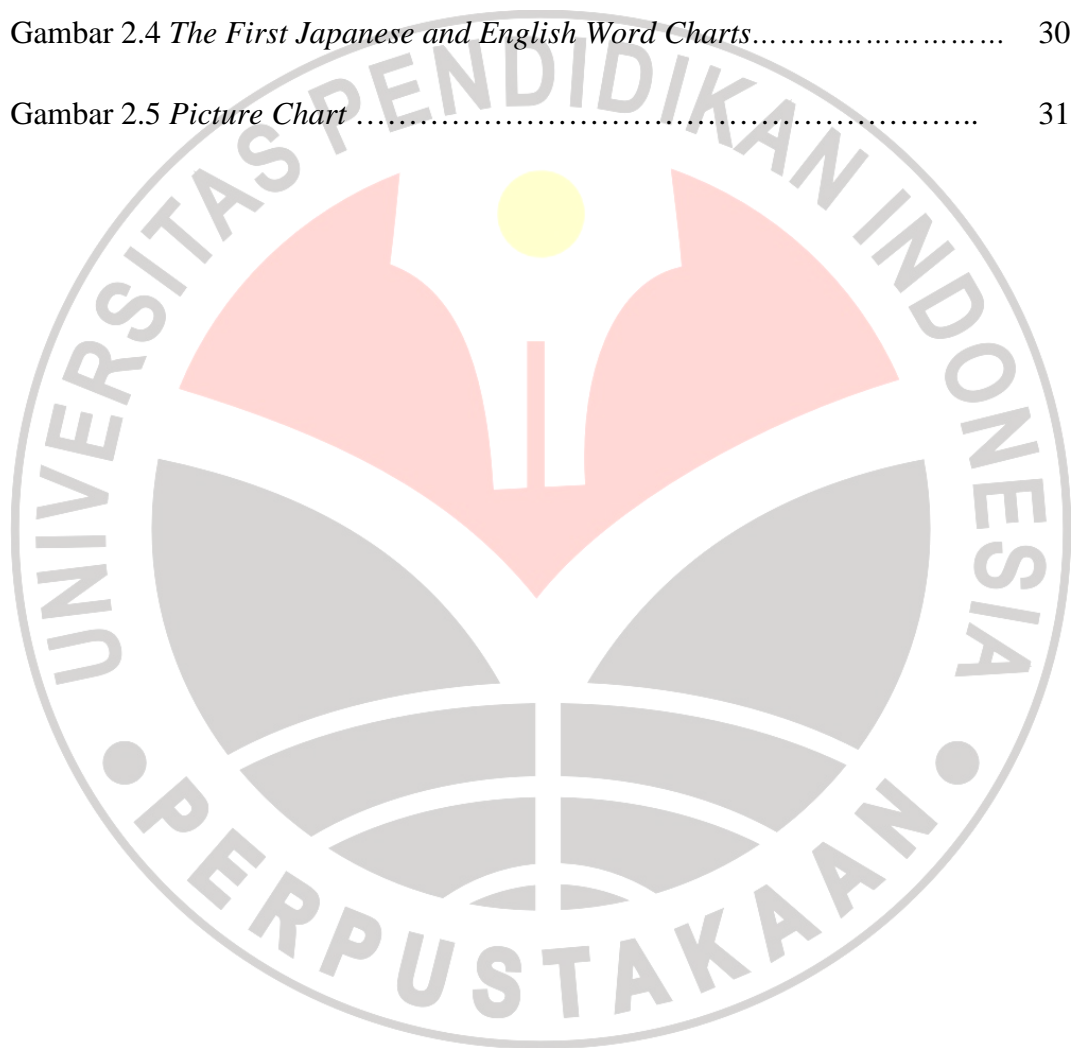 Gambar 2.4 The First Japanese and English Word Charts……………………… 30
Gambar 2.5 Picture Chart …………………………………………………………….. 31
UNIVERSITAS PENDIDIKAN INDONESIA
PERPUSTAKAAN